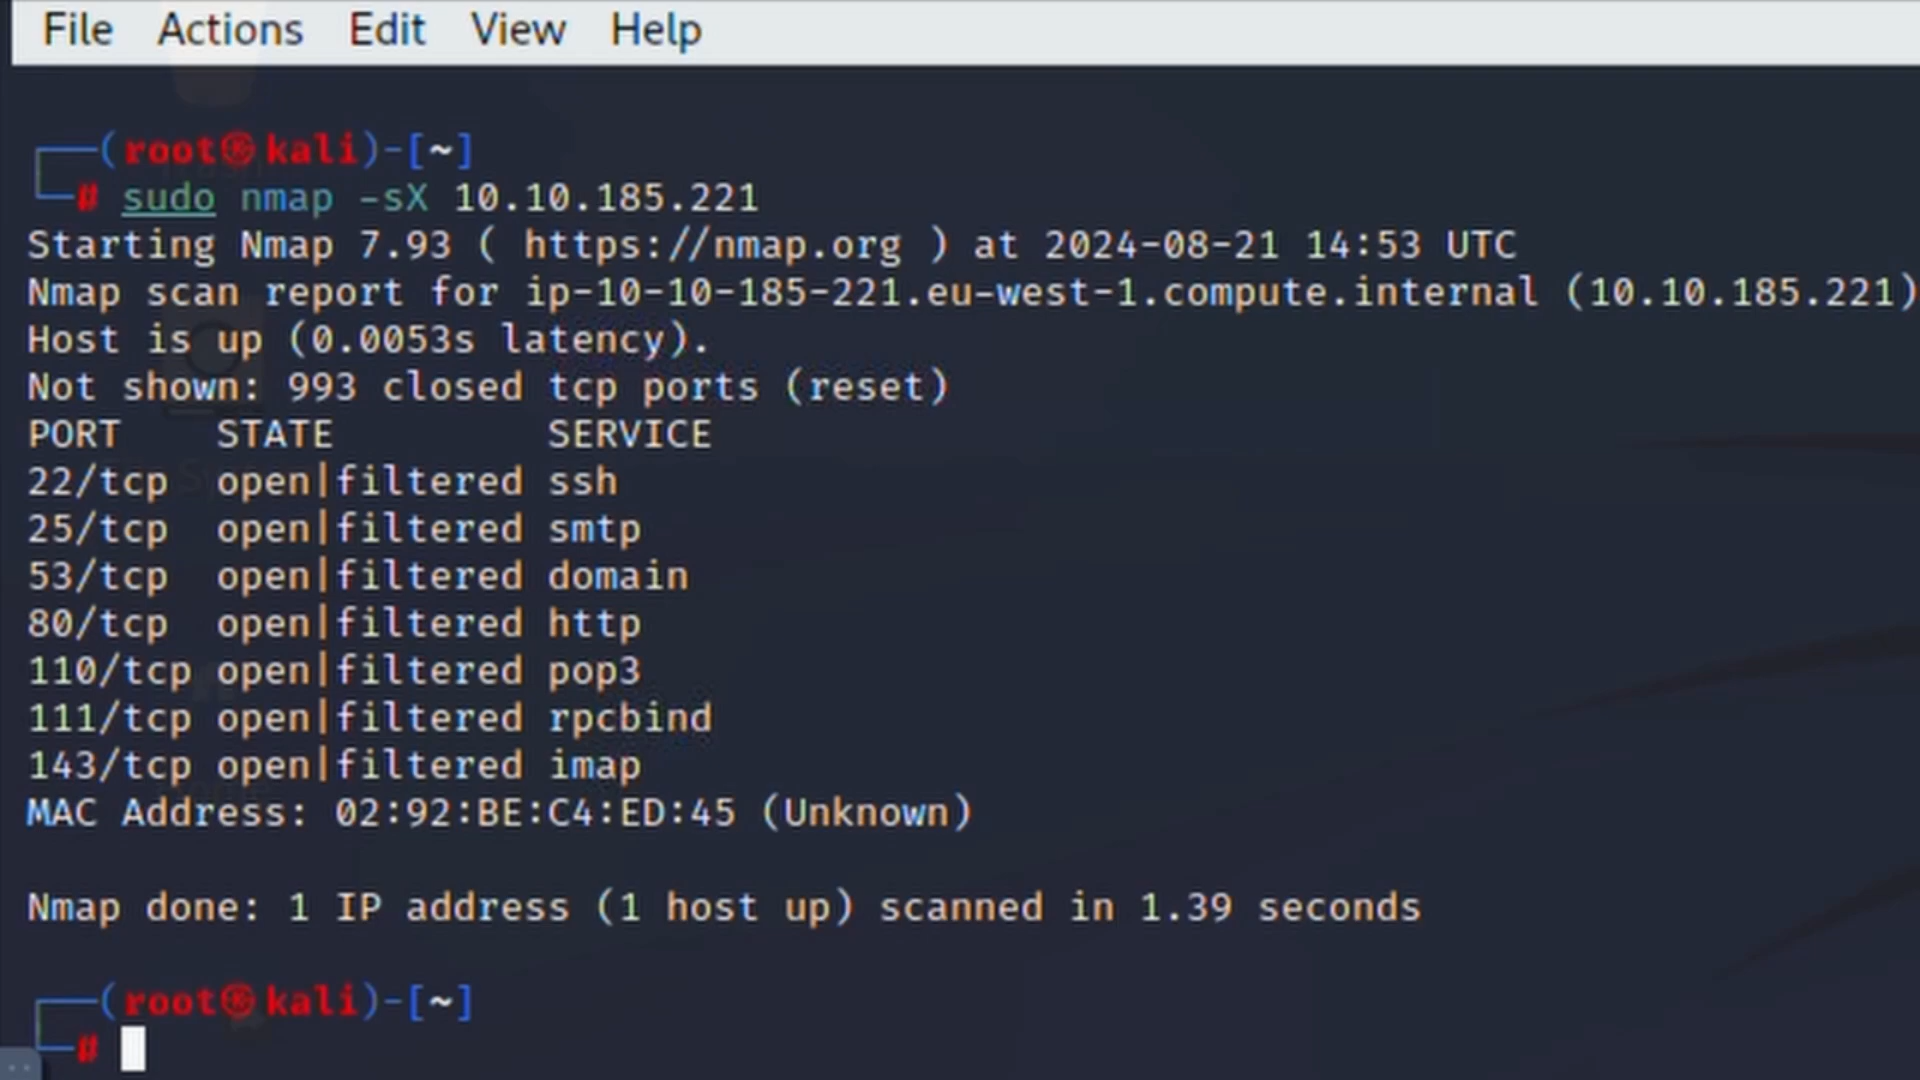 File Actions Edit View Help
┌──(root㉿kali)-[~]
└─# sudo nmap -sX 10.10.185.221
Starting Nmap 7.93 ( https://nmap.org ) at 2024-08-21 14:53 UTC
Nmap scan report for ip-10-10-185-221.eu-west-1.compute.internal (10.10.185.221)
Host is up (0.0053s latency).
Not shown: 993 closed tcp ports (reset)
PORT    STATE         SERVICE
22/tcp  open|filtered ssh
25/tcp  open|filtered smtp
53/tcp  open|filtered domain
80/tcp  open|filtered http
110/tcp open|filtered pop3
111/tcp open|filtered rpcbind
143/tcp open|filtered imap
MAC Address: 02:92:BE:C4:ED:45 (Unknown)
Nmap done: 1 IP address (1 host up) scanned in 1.39 seconds
┌──(root㉿kali)-[~]
└─#